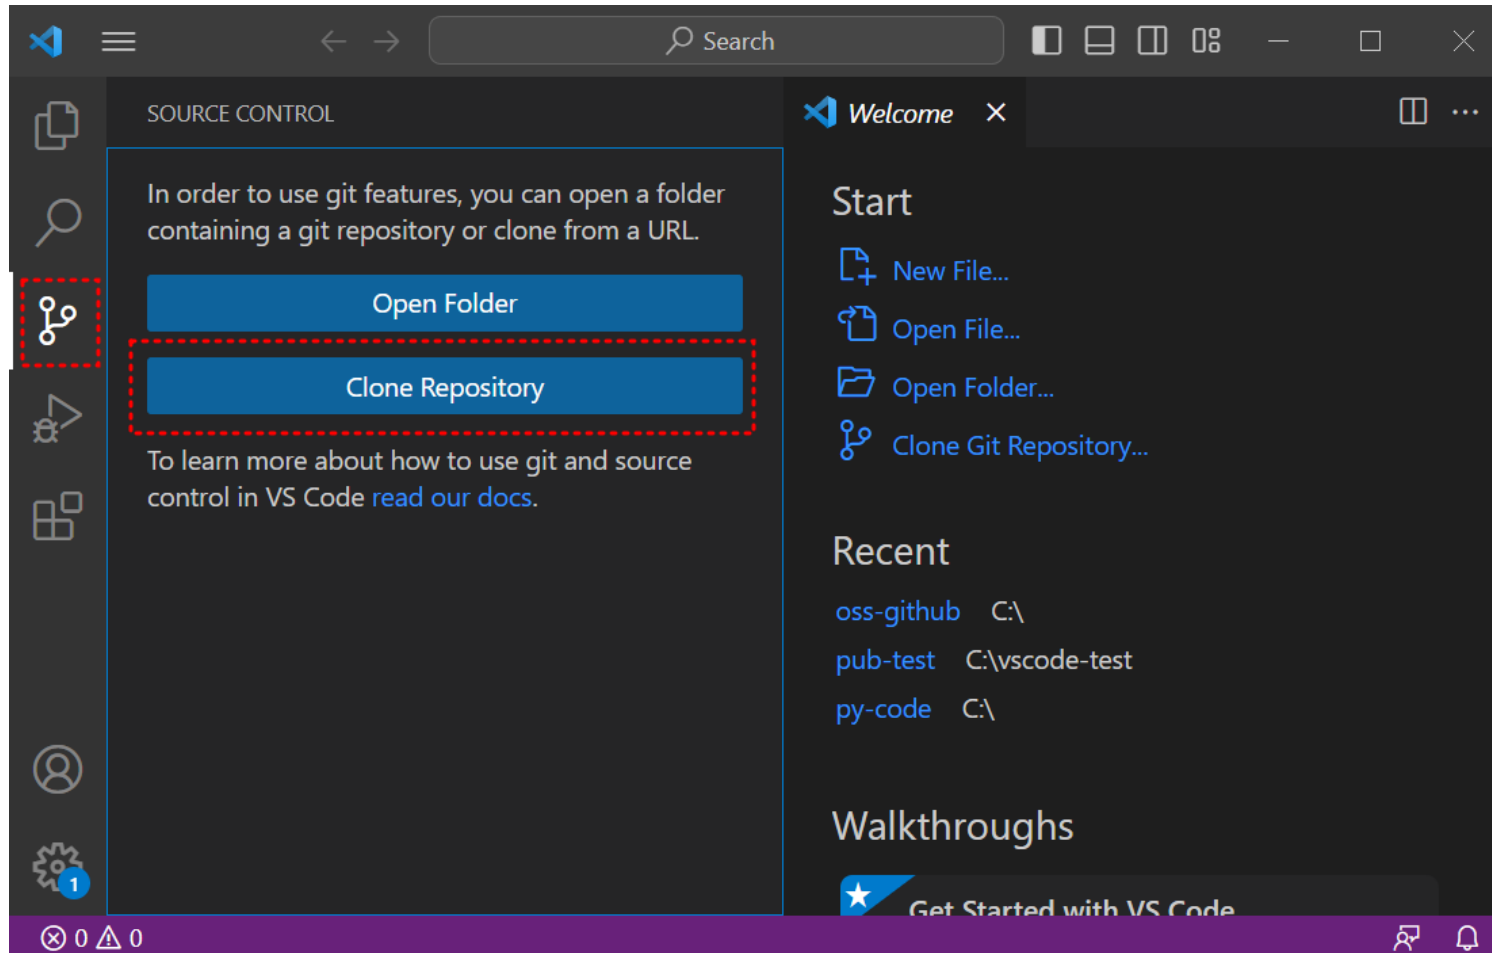 Search
SOURCE CONTROL
Welcome
In order to use git features, you can open a folder
containing a git repository or clone from a URL.
Open Folder
Clone Repository
To learn more about how to use git and source
control in VS Code read our docs.
Start
New File...
Open File...
Open Folder...
Clone Git Repository...
Recent
oss-github C:\
pub-test C:\vscode-test
py-code C:\
Walkthroughs
Get Started with VS Code
1
0 0